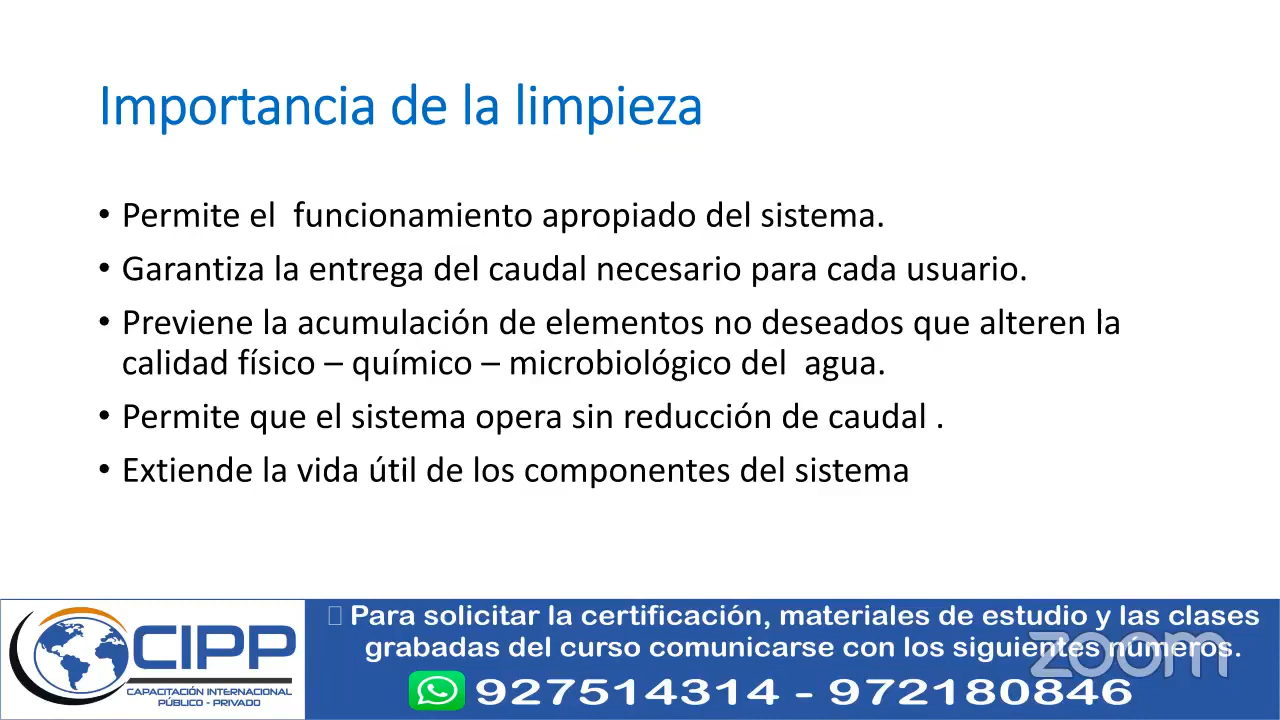 Importancia de la limpieza
• Permite el  funcionamiento apropiado del sistema.
• Garantiza la entrega del caudal necesario para cada usuario.
• Previene la acumulación de elementos no deseados que alteren la
calidad físico – químico – microbiológico del  agua.
• Permite que el sistema opera sin reducción de caudal .
• Extiende la vida útil de los componentes del sistema
CIPP
CAPACITACIÓN INTERNACIONAL
PÚBLICO - PRIVADO
Para solicitar la certificación, materiales de estudio y las clases
grabadas del curso comunicarse con los siguientes números.
927514314 - 972180846
zoom